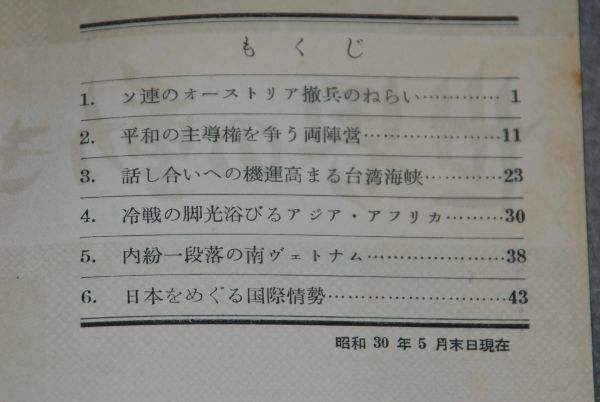 もくじ
1. ソ連のオーストリア撤兵のねらい…………1
2. 平和の主導権を争う両陣営…………………11
3. 話し合いへの機運高まる台湾海峡…………23
4. 冷戦の脚光浴びるアジア・アフリカ………30
5. 内紛一段落の南ヴェトナム…………………38
6. 日本をめぐる国際情勢………………………43
昭和30年5月末日現在